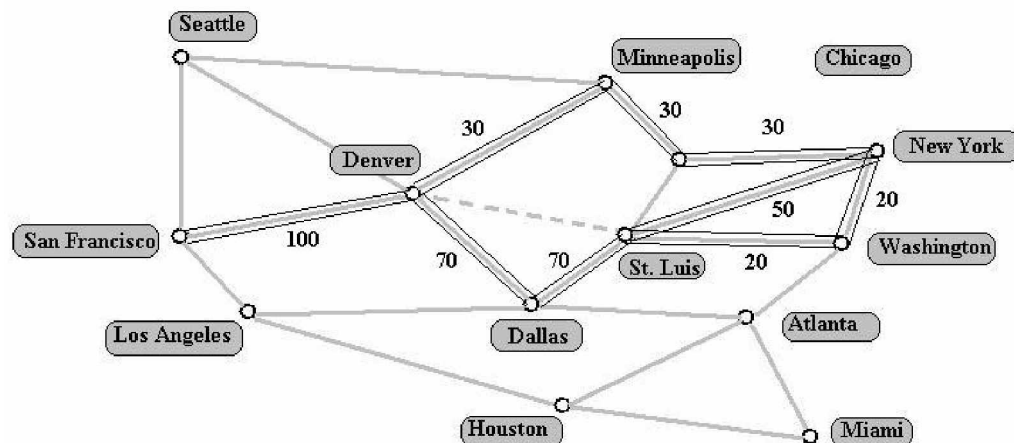 Seattle
Minneapolis
Chicago
30
30
30
Denver
New York
50
20
San Francisco
100
70
70
St. Luis
20
Washington
Los Angeles
Dallas
Atlanta
Houston
Miami